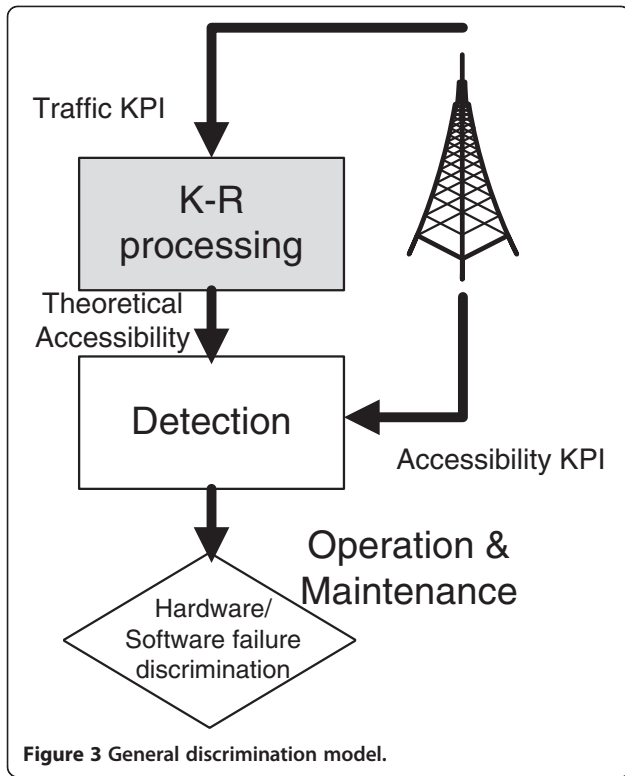 Traffic KPI
K-R
processing
Theoretical
Accessibility
Detection
Accessibility KPI
Operation &
Maintenance
Hardware/
Software failure
discrimination
Figure 3 General discrimination model.